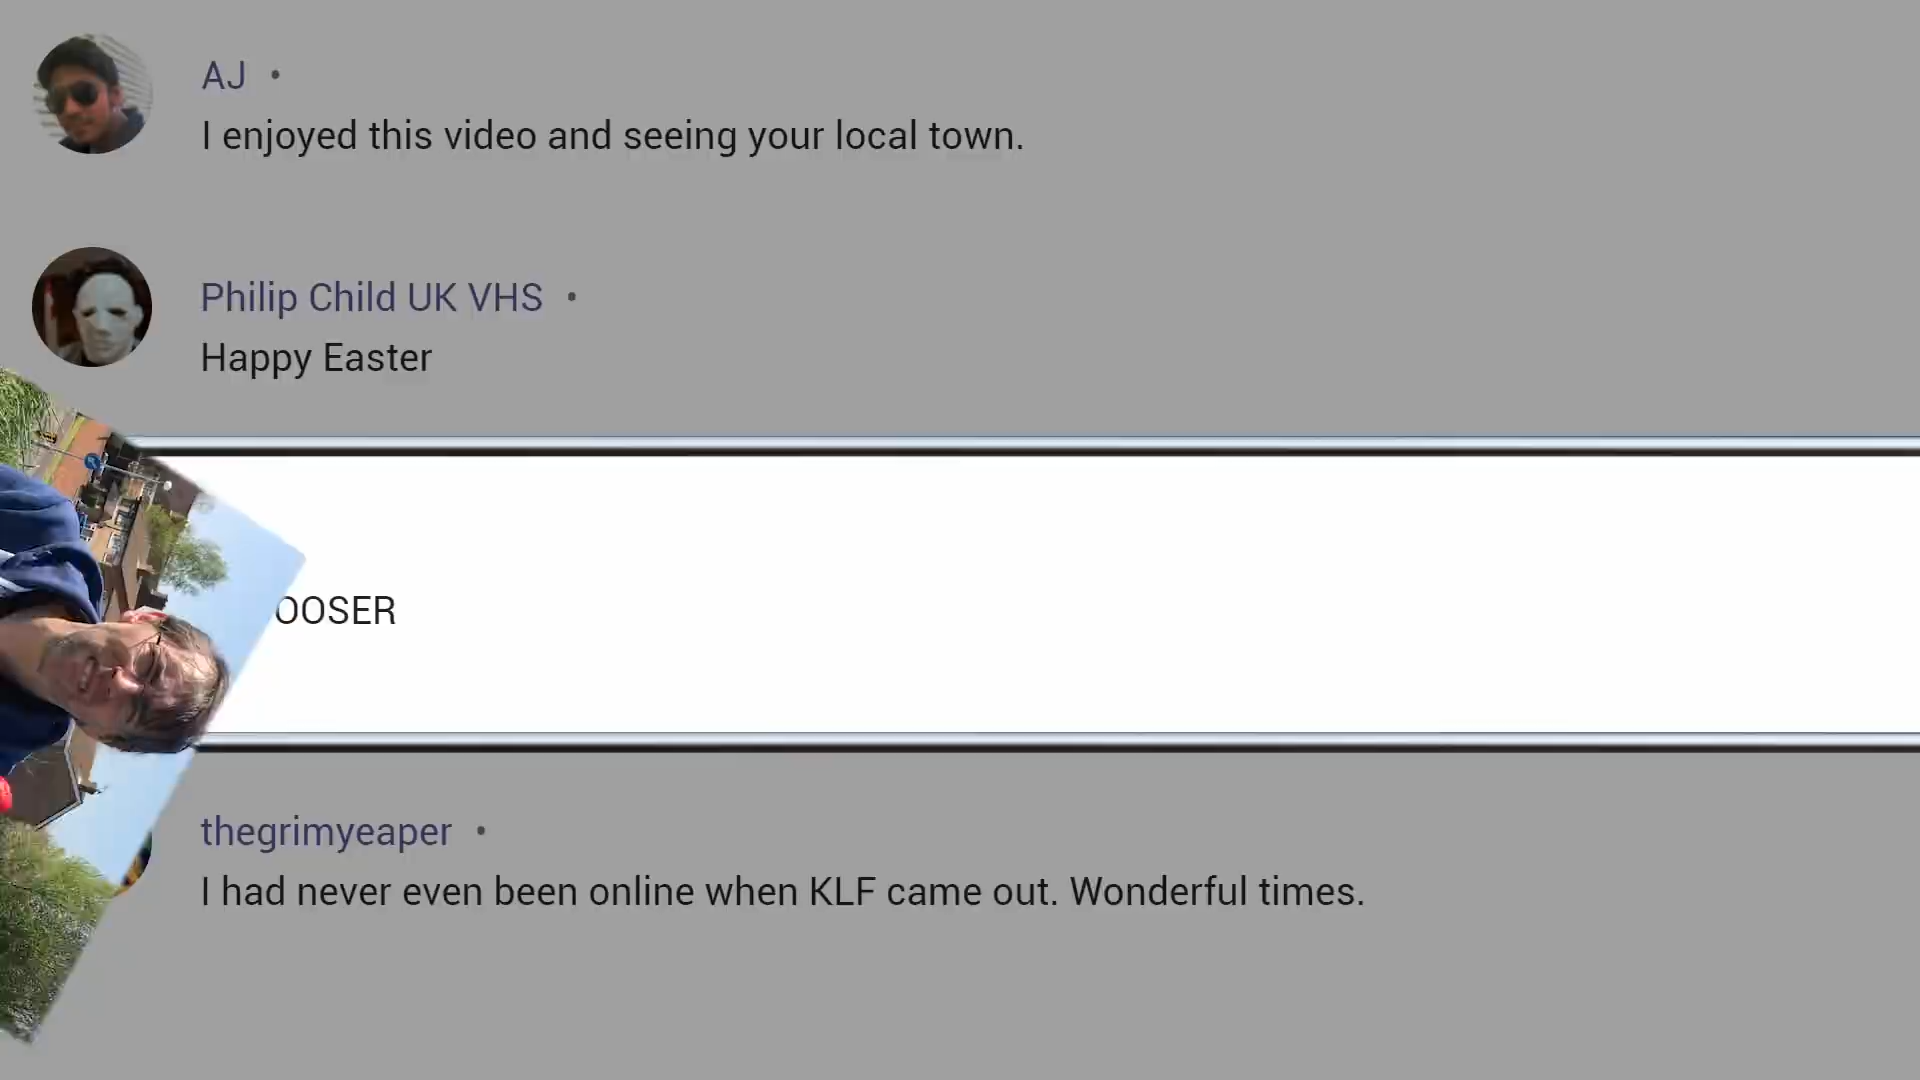 AJ •
I enjoyed this video and seeing your local town.
Philip Child UK VHS •
Happy Easter
OOSER
thegrimyeaper •
I had never even been online when KLF came out. Wonderful times.